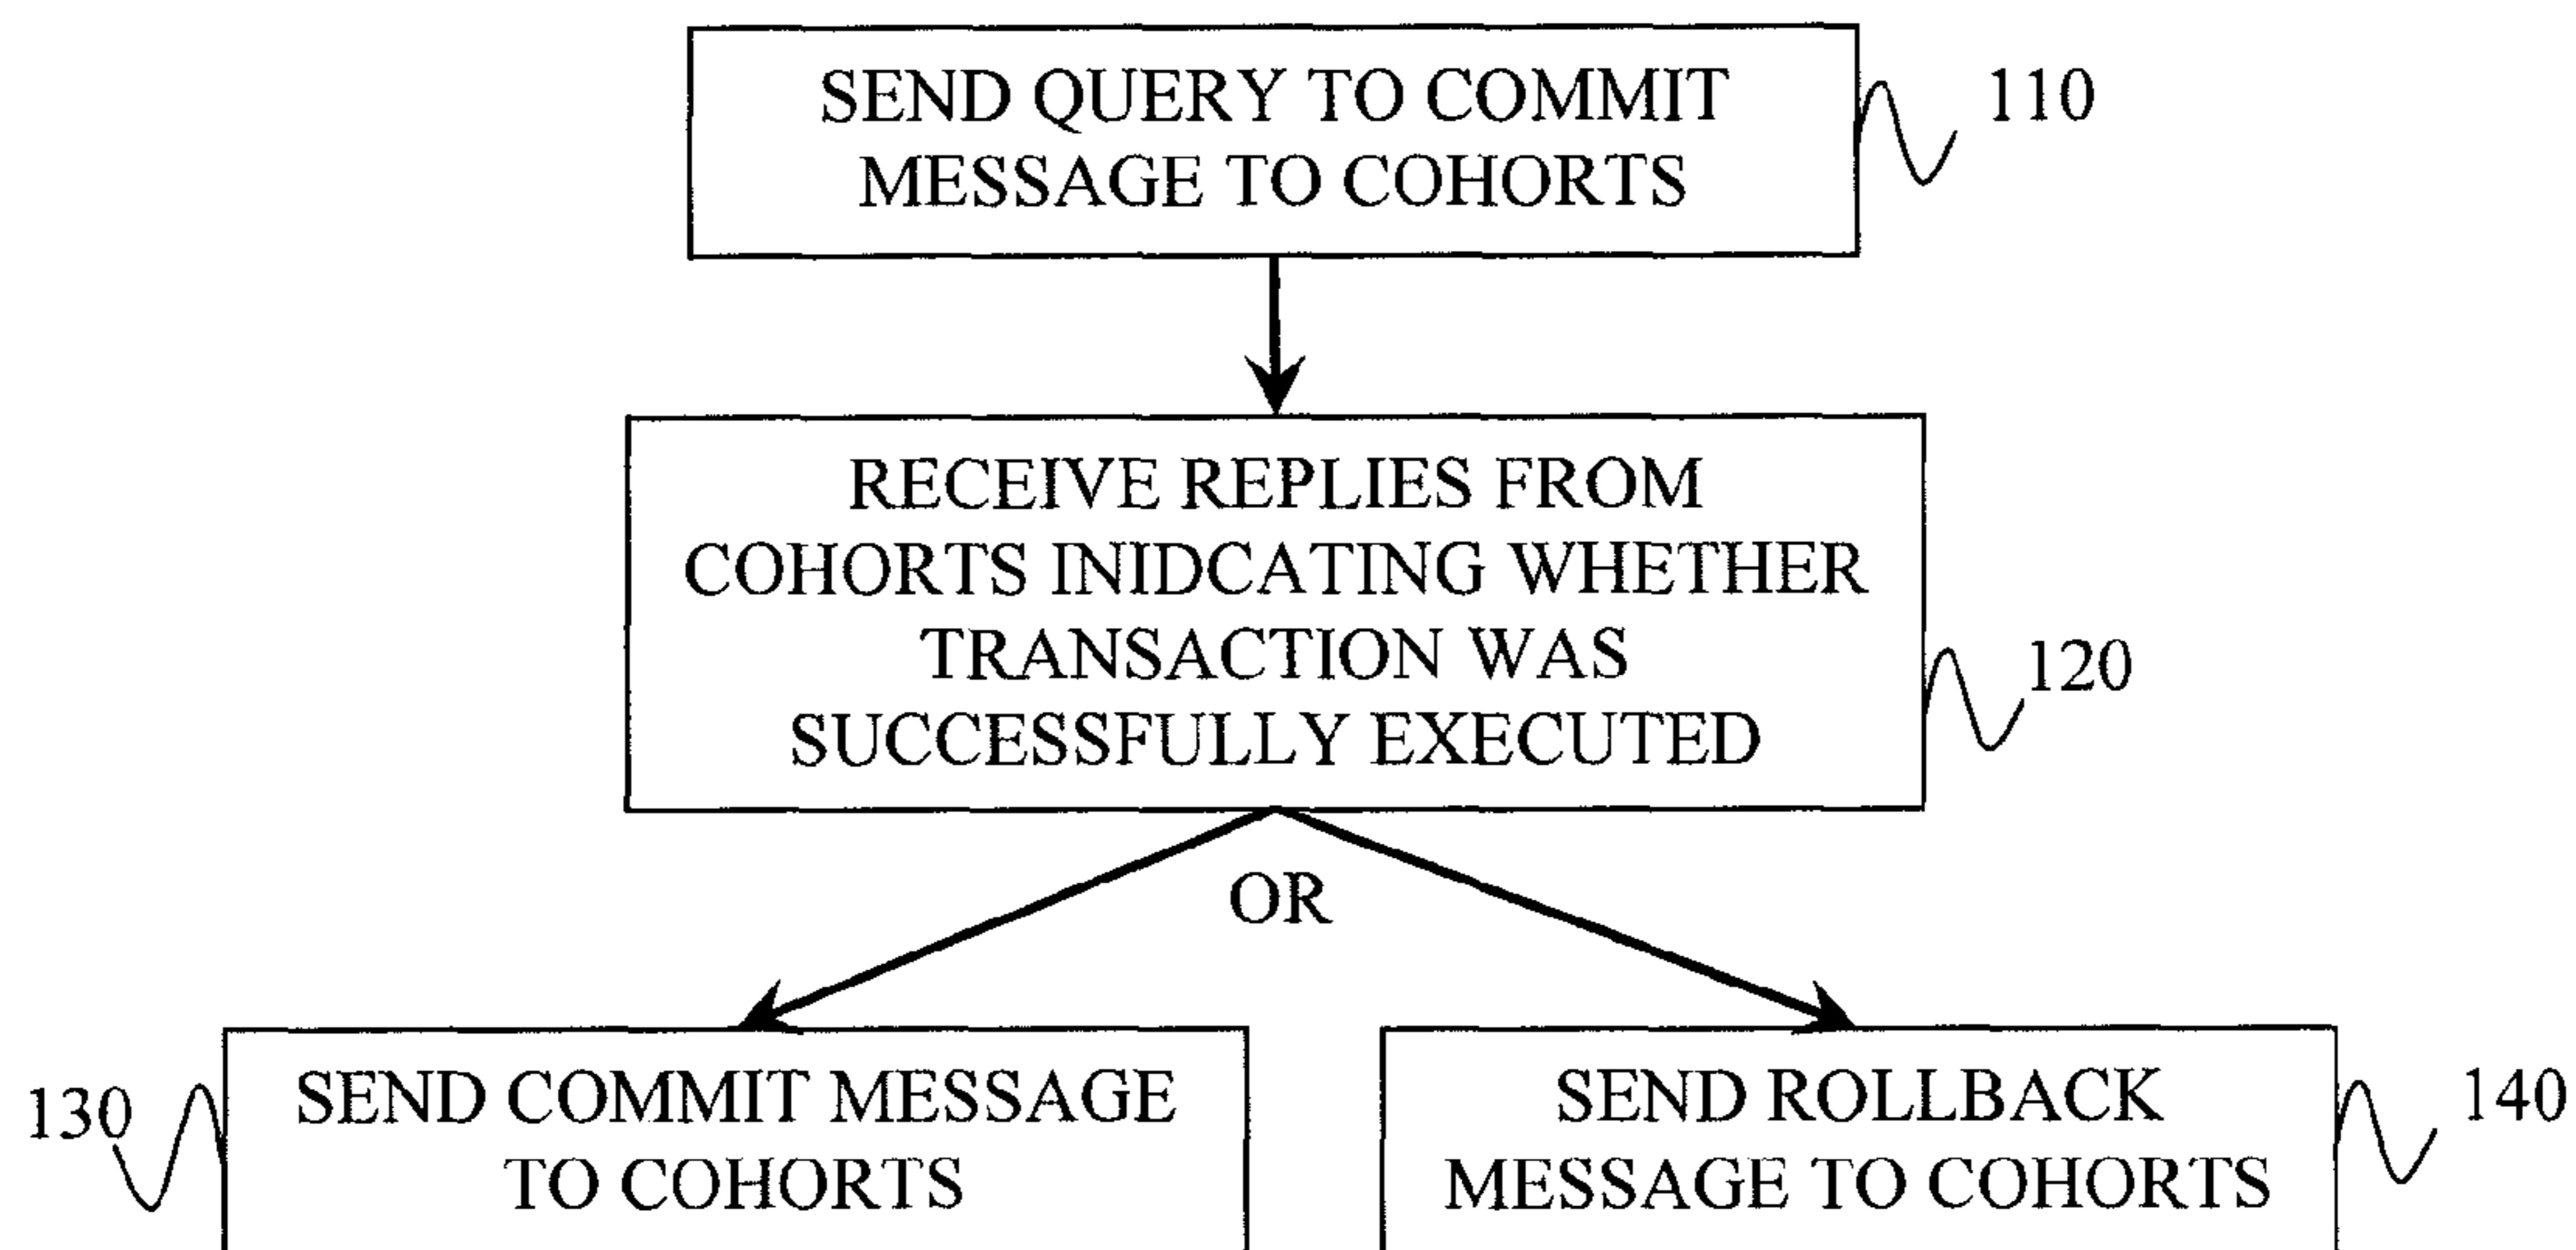 SEND QUERY TO COMMIT
MESSAGE TO COHORTS
110
RECEIVE REPLIES FROM
COHORTS INIDCATING WHETHER
TRANSACTION WAS
SUCCESSFULLY EXECUTED
120
OR
130
SEND COMMIT MESSAGE
TO COHORTS
SEND ROLLBACK
MESSAGE TO COHORTS
140